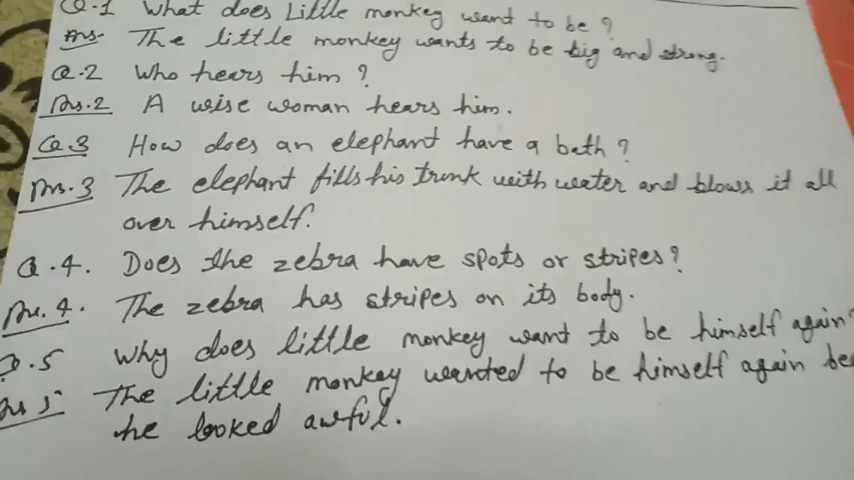 Q.1 What does Little monkey want to be ?
Ans. The little monkey wants to be big and strong.
Q.2 Who hears him ?
Ans.2 A wise woman hears him.
Q.3 How does an elephant have a bath ?
Ans.3 The elephant fills his trunk with water and blows it all
over himself.
Q.4. Does the zebra have spots or stripes ?
Ans.4. The zebra has stripes on its body.
Q.5 Why does little monkey want to be himself again ?
Ans 5 The little monkey wanted to be himself again
he looked awful.